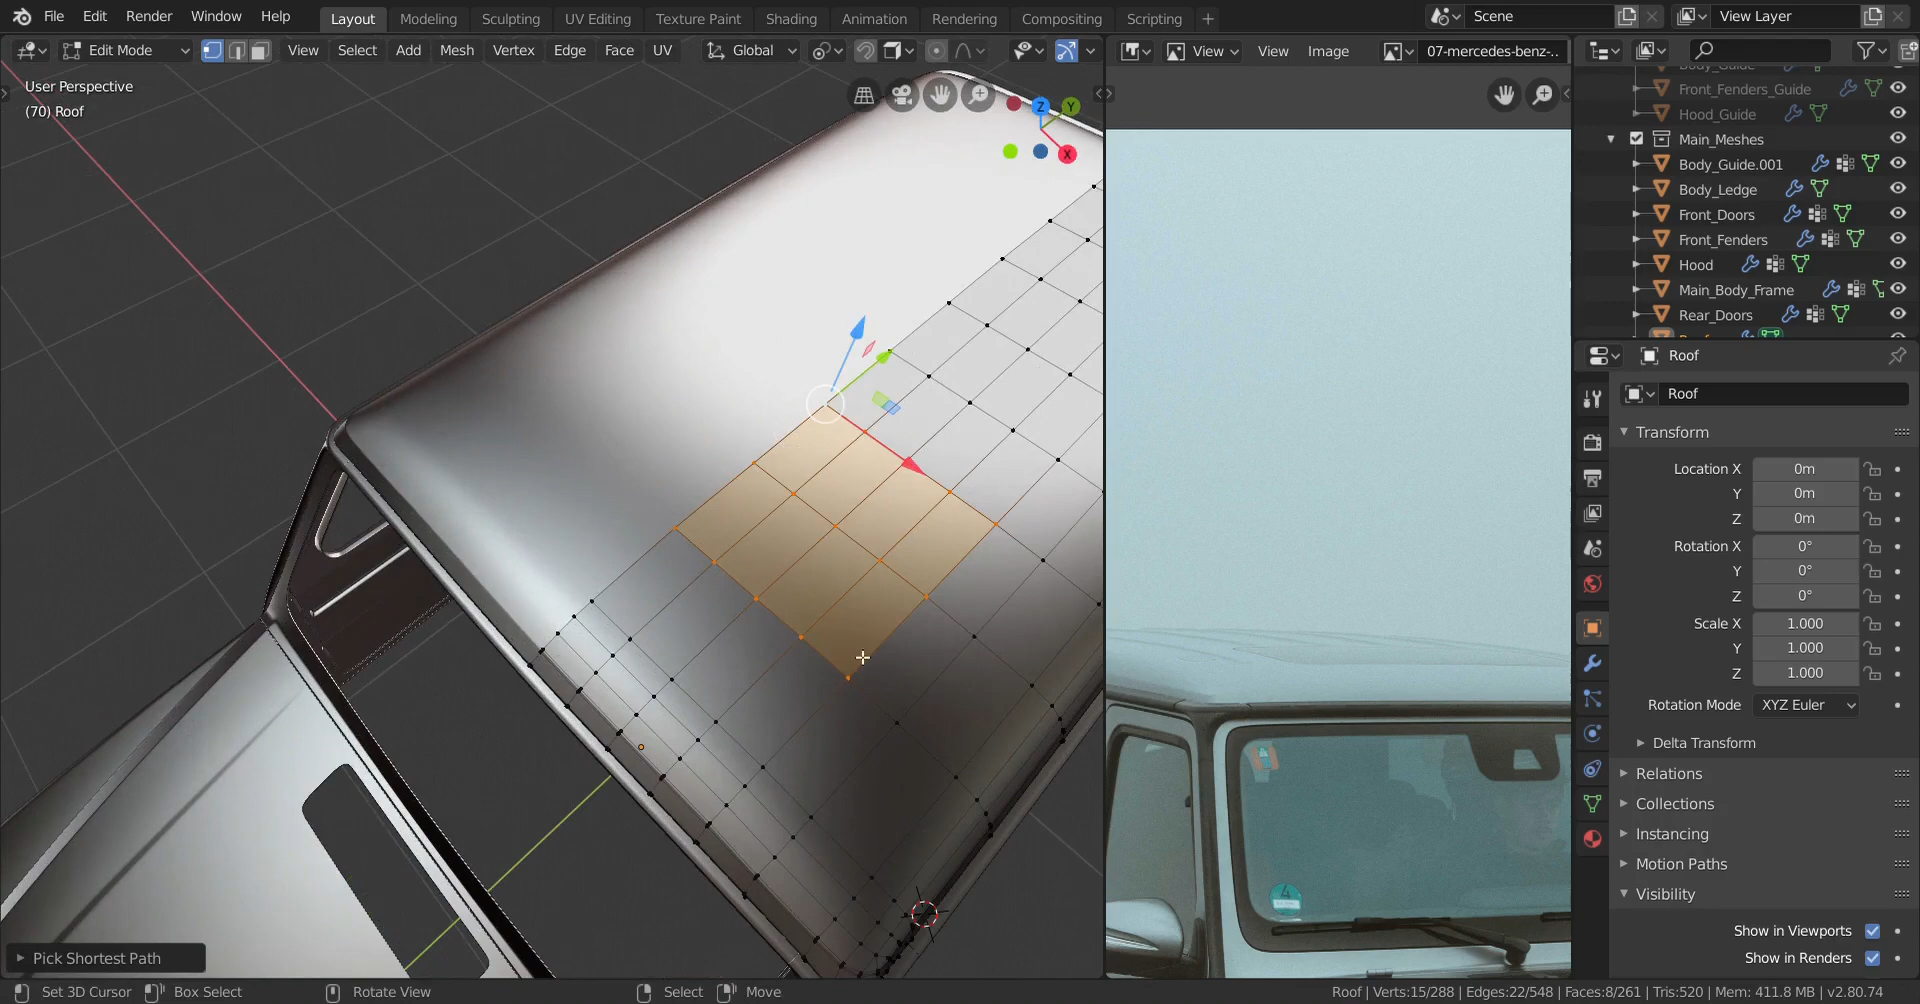 File Edit Render Window Help Layout Modeling Sculpting UV Editing Texture Paint Shading Animation Rendering Compositing Scripting + Scene View Layer
Edit Mode View Select Add Mesh Vertex Edge Face UV Global View View Image 07-mercedes-benz-..
User Perspective
(70) Roof
Z
Y
X
Body_Guide
Front_Fenders_Guide
Hood_Guide
Main_Meshes
Body_Guide.001
Body_Ledge
Front_Doors
Front_Fenders
Hood
Main_Body_Frame
Rear_Doors
Roof
Roof
Transform
Location X 0m
Y 0m
Z 0m
Rotation X 0°
Y 0°
Z 0°
Scale X 1.000
Y 1.000
Z 1.000
Rotation Mode XYZ Euler
Delta Transform
Relations
Collections
Instancing
Motion Paths
Visibility
Show in Viewports
Show in Renders
4
Pick Shortest Path
Set 3D Cursor Box Select Rotate View Select Move Roof | Verts:15/288 | Edges:22/548 | Faces:8/261 | Tris:520 | Mem: 411.8 MB | v2.80.74